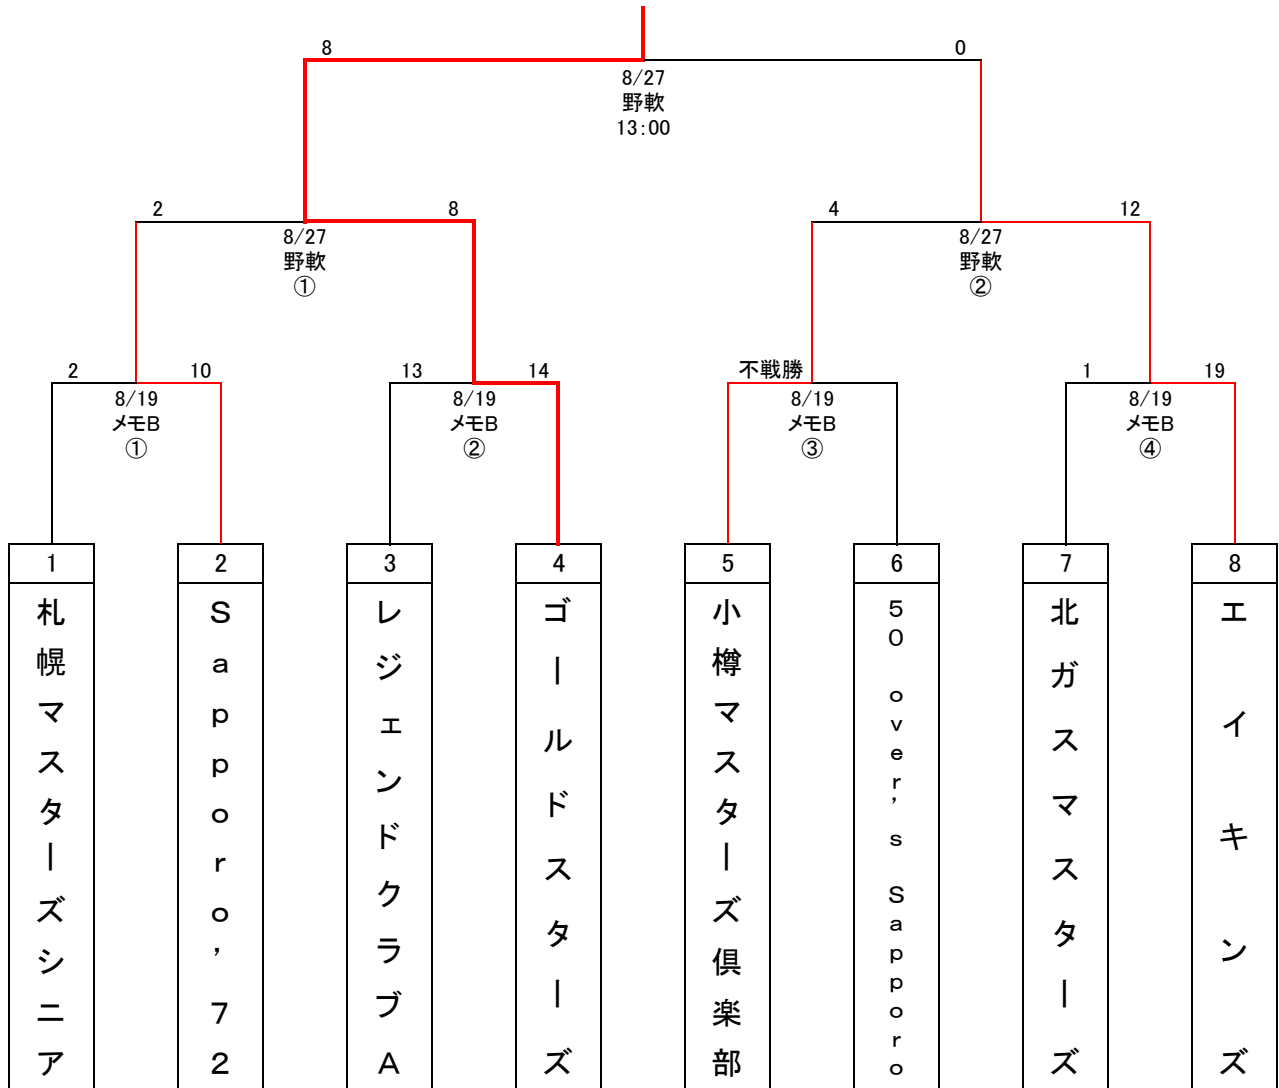 8
0
8/27
野軟
13:00
2
8
4
12
8/27
野軟
①
8/27
野軟
②
2
10
13
14
不戦勝
1
19
8/19
メモB
①
8/19
メモB
②
8/19
メモB
③
8/19
メモB
④
1
2
3
4
5
6
7
8
札幌マスターズシニア
Sapporo’72
レジェンドクラブA
ゴールドスターズ
小樽マスターズ倶楽部
50 over’s Sapporo
北ガスマスターズ
エイキンズ